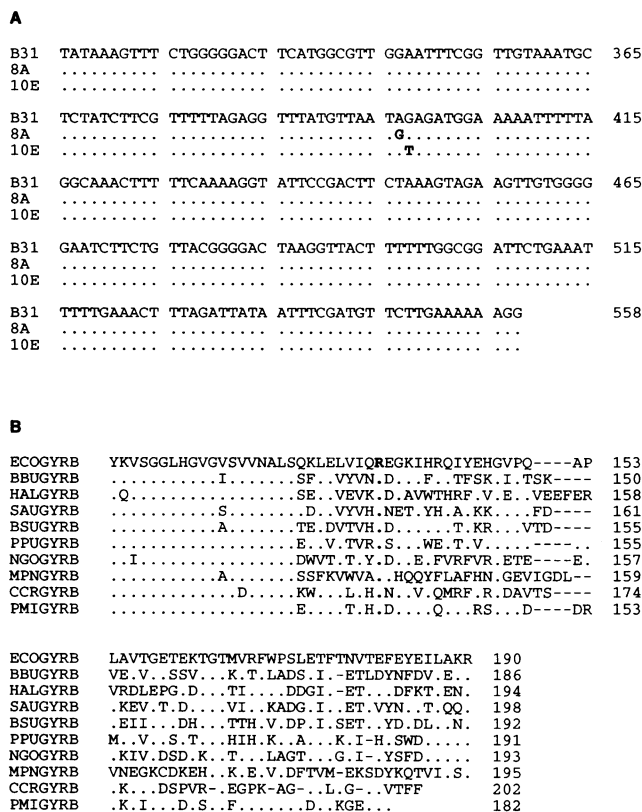 A
B31 TATAAAGTTT CTGGGGGACT TCATGGCGTT GGAATTTCGG TTGTAAATGC 365
8A .......... .......... .......... .......... ..........
10E .......... .......... .......... .......... ..........
B31 TCTATCTTCG TTTTTAGAGG TTTATGTTAA TAGAGATGGA AAAATTTTTA 415
8A .......... .......... .......... .G........ ..........
10E .......... .......... .......... ..T....... ..........
B31 GGCAAACTTT TTCAAAAGGT ATTCCGACTT CTAAAGTAGA AGTTGTGGGG 465
8A .......... .......... .......... .......... ..........
10E .......... .......... .......... .......... ..........
B31 GAATCTTCTG TTACGGGGAC TAAGGTTACT TTTTTGGCGG ATTCTGAAAT 515
8A .......... .......... .......... .......... ..........
10E .......... .......... .......... .......... ..........
B31 TTTTGAAACT TTAGATTATA ATTTCGATGT TCTTGAAAAA AGG 558
8A .......... .......... .......... .......... ...
10E .......... .......... .......... .......... ...
B
ECOGYRB YKVSGGLHGVGVSVVNALSQKLELVIQREGKIHRQIYEHGVPQ----AP 153
BBUGYRB ............I.......SF..VYVN.D...F..TFSK.I.TSK---- 150
HALGYRB .Q..................SE..VEVK.D.AVWTHRF.V.E.VEEFER 158
SAUGYRB ............S.......D..VYVH.NET.YH.A.KK...FD----. 161
BSUGYRB ............A.......TE.DVTVH.D....T.KR...VTD----. 155
PPUGYRB ....................E.V.TVR.S...WE.T.V.....----.. 155
NGOGYRB ..I.................DWVT.T.YD..E.FVRFVR.ETE----E. 157
MPNGYRB ............A.......SSFKVWVA.HQQYFLAFHN.GEVIGDL-- 159
CCRGYRB ..............D.....KW...L.HN.V.QMRF.R.DAVTS----. 174
PMIGYRB ....................E...T.H.D...Q...RS...D----DR 153
ECOGYRB LAVTGETEKTGTMVRFWPSLETFTNVTEFEYEILAKR 190
BBUGYRB VE.V..SSV...K.T.LADS.I.-ETLDYNFDV.E.. 186
HALGYRB VRDLEPG.D...TI....DDGI.-ET...DFKT.EN. 194
SAUGYRB .KEV.T.D...VI...KADG.I.-ET.VYN..T.QQ. 198
BSUGYRB .EII...DH..TTH.V.DP.I.SET..YD.DL..N. 192
PPUGYRB M.V..S.T..HIH.K..A...K.I-H.SWD..... 191
NGOGYRB .KIV.DSD.K..T...LAGT...G.I.YSFD..... 193
MPNGYRB VNEGKCDKEH..K.E.V.DFTVM-EKSDYKQTVI.S. 195
CCRGYRB .K...DSPVR-EGPK-AG-..L.G--VTFF 202
PMIGYRB .K.I...D.S.F.......D...KGE... 182